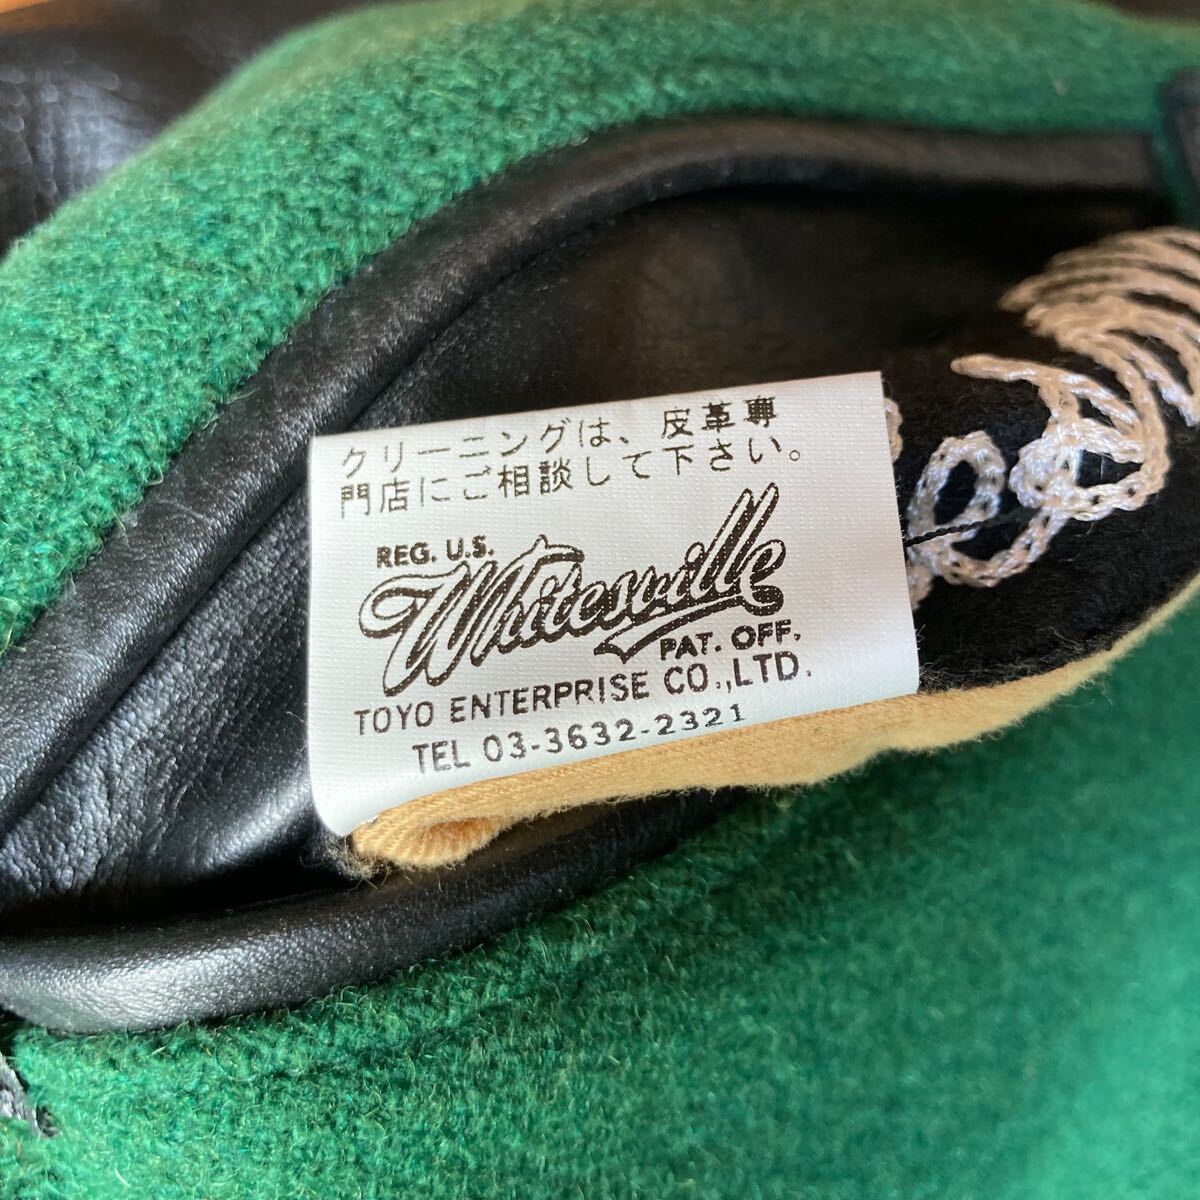 クリーニングは、皮革専
門店にご相談して下さい。
REG. U.S.
Whitesville
PAT. OFF.
TOYO ENTERPRISE CO.,LTD.
TEL 03-3632-2321